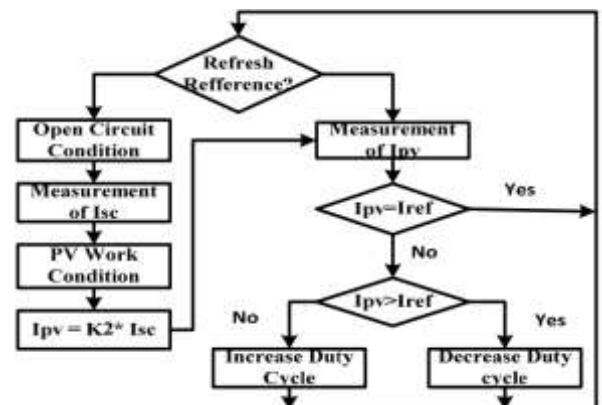 Refresh
Refference?
Open Circuit
Condition
Measurement
of Isc
PV Work
Condition
Ipv = K2* Isc
Measurement
of Ipv
Ipv=Iref
Yes
No
Ipv>Iref
No
Yes
Increase Duty
Cycle
Decrease Duty
cycle